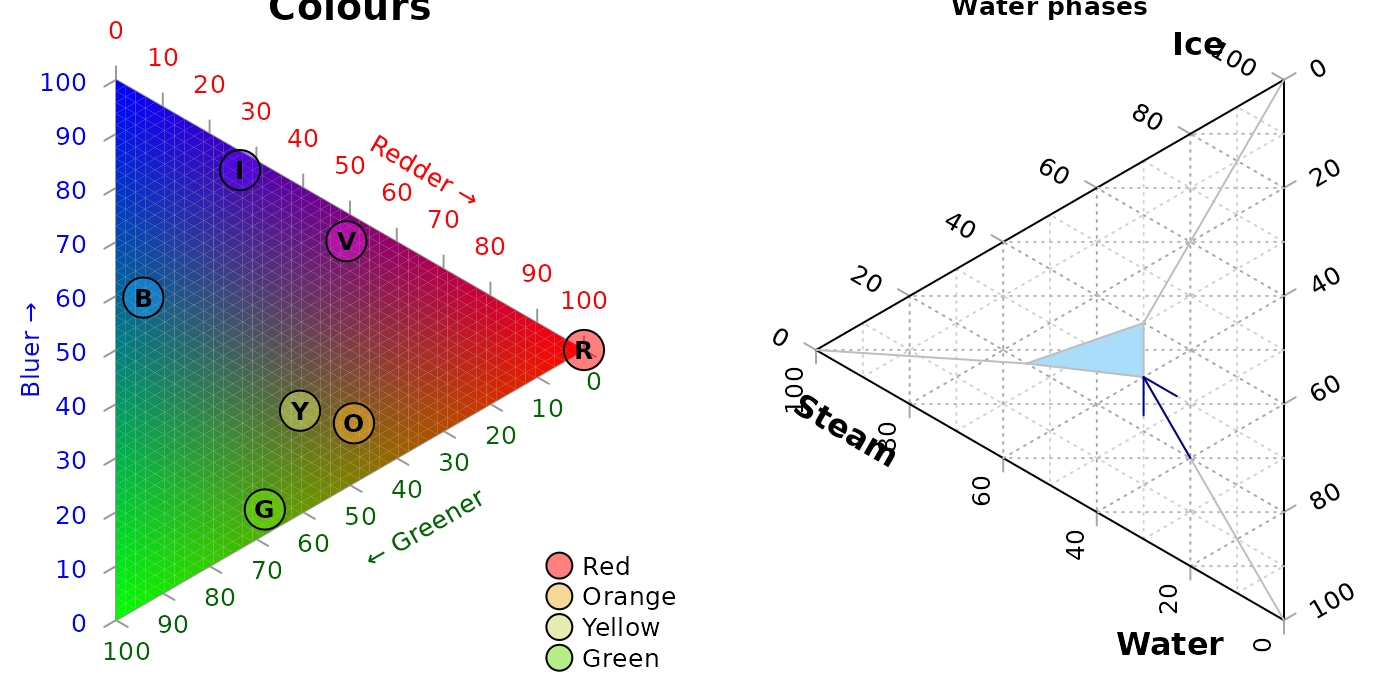 Colours
0
10
20
30
40
50
60
70
80
90
100
Redder →
100
90
80
70
60
50
40
30
20
10
0
Bluer →
0
10
20
30
40
50
60
70
80
90
100
← Greener
I
V
B
R
Y
O
G
Red
Orange
Yellow
Green
Water phases
Ice
100
80
60
40
20
0
0
20
40
60
80
100
100
80
60
40
20
0
Steam
Water